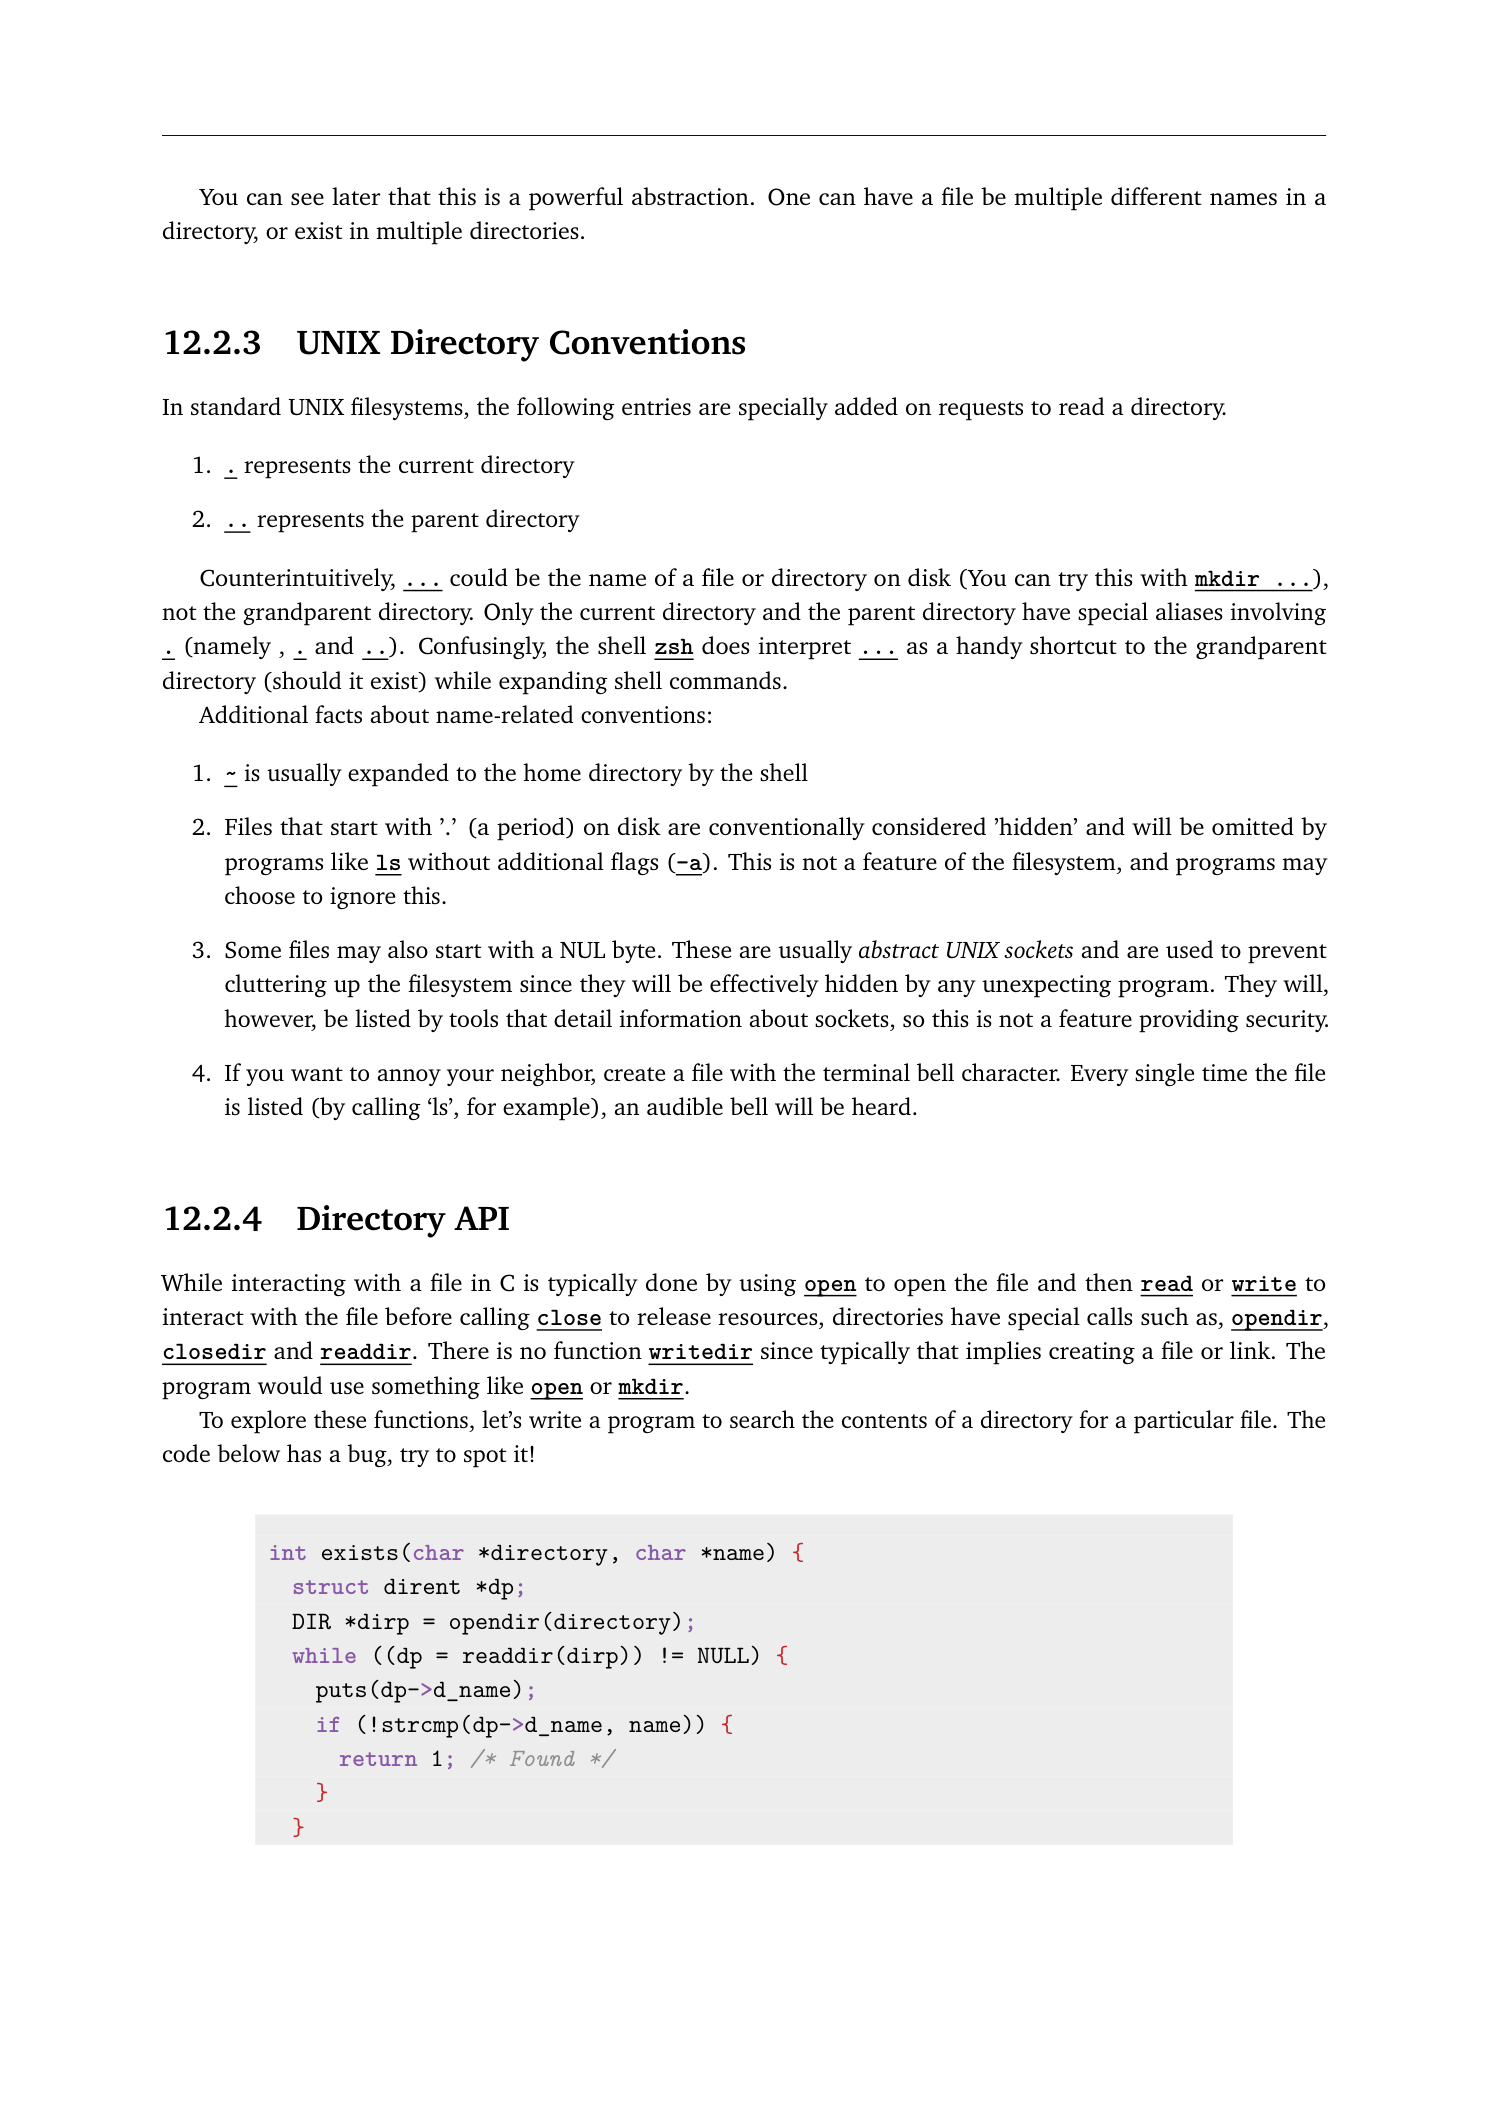 You can see later that this is a powerful abstraction. One can have a file be multiple different names in a
directory, or exist in multiple directories.
12.2.3 UNIX Directory Conventions
In standard UNIX filesystems, the following entries are specially added on requests to read a directory.
1. . represents the current directory
2. .. represents the parent directory
Counterintuitively, ... could be the name of a file or directory on disk (You can try this with mkdir ...),
not the grandparent directory. Only the current directory and the parent directory have special aliases involving
. (namely , . and ..). Confusingly, the shell zsh does interpret ... as a handy shortcut to the grandparent
directory (should it exist) while expanding shell commands.
Additional facts about name-related conventions:
1. ~ is usually expanded to the home directory by the shell
2. Files that start with ’.’ (a period) on disk are conventionally considered ’hidden’ and will be omitted by
programs like ls without additional flags (-a). This is not a feature of the filesystem, and programs may
choose to ignore this.
3. Some files may also start with a NUL byte. These are usually abstract UNIX sockets and are used to prevent
cluttering up the filesystem since they will be effectively hidden by any unexpecting program. They will,
however, be listed by tools that detail information about sockets, so this is not a feature providing security.
4. If you want to annoy your neighbor, create a file with the terminal bell character. Every single time the file
is listed (by calling ‘ls’, for example), an audible bell will be heard.
12.2.4 Directory API
While interacting with a file in C is typically done by using open to open the file and then read or write to
interact with the file before calling close to release resources, directories have special calls such as, opendir,
closedir and readdir. There is no function writedir since typically that implies creating a file or link. The
program would use something like open or mkdir.
To explore these functions, let’s write a program to search the contents of a directory for a particular file. The
code below has a bug, try to spot it!
int exists(char *directory, char *name) {
struct dirent *dp;
DIR *dirp = opendir(directory);
while ((dp = readdir(dirp)) != NULL) {
puts(dp->d_name);
if (!strcmp(dp->d_name, name)) {
return 1; /* Found */
}
}